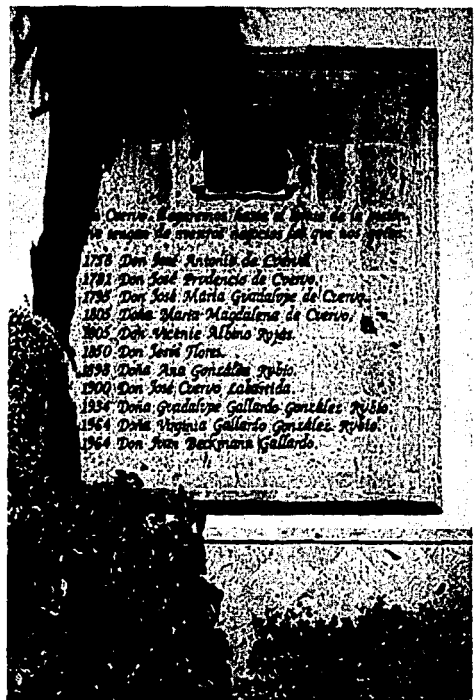 Cuervo.
de nuestros
1758 Don José Antonio de Cuervo.
1781 Don José Prudencio de Cuervo.
1795 Don José María Guadalupe de Cuervo.
1805 Doña María Magdalena de Cuervo.
1805 Don Vicente Albino Rojas.
1850 Don Jesús Flores.
1898 Doña Ana González Rubio.
1900 Don José Cuervo Labastida.
1934 Doña Guadalupe Gallardo González Rubio.
1964 Doña Virginia Gallardo González Rubio.
1964 Don Juan Beckmann Gallardo.